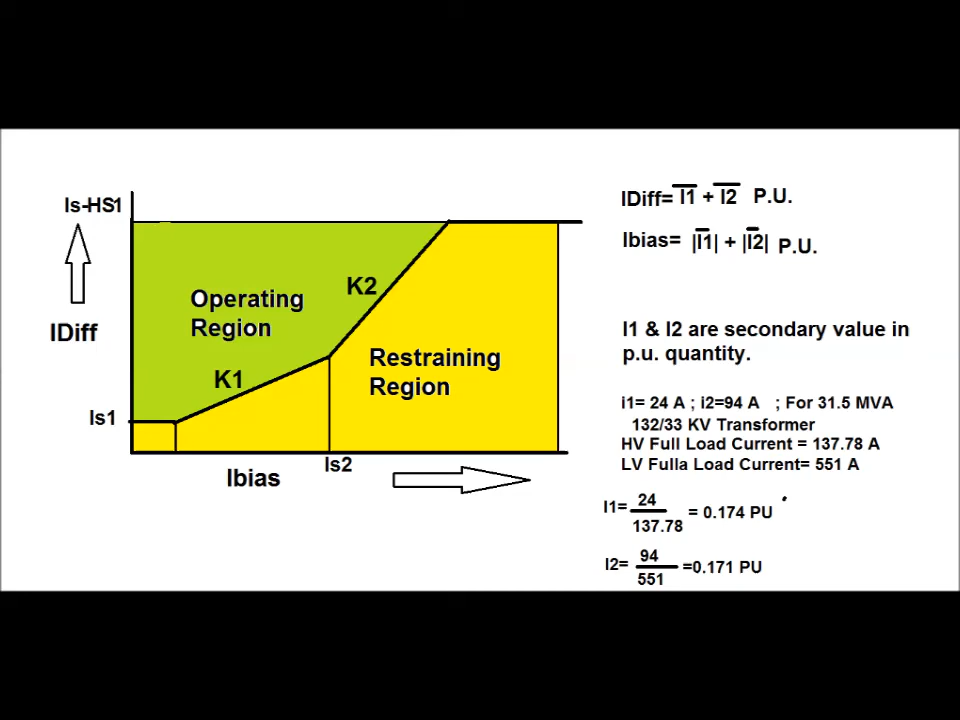 Is-HS1
IDiff
Is1
Operating
Region
K1
K2
Restraining
Region
Is2
Ibias
IDiff= I1 + I2 P.U.
Ibias= |I1| + |I2| P.U.
I1 & I2 are secondary value in
p.u. quantity.
i1= 24 A ; i2=94 A ; For 31.5 MVA
132/33 KV Transformer
HV Full Load Current = 137.78 A
LV Fulla Load Current= 551 A
I1= 24/137.78 = 0.174 PU
I2= 94/551 =0.171 PU